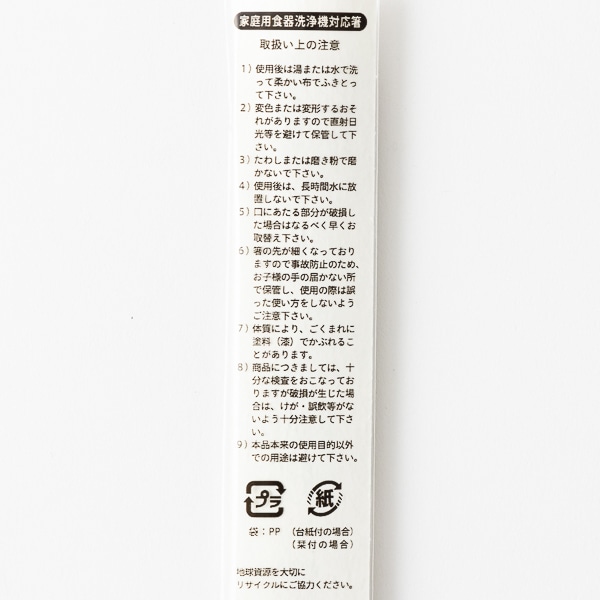 家庭用食器洗浄機対応箸
取扱い上の注意
1）使用後は湯または水で洗
って柔かい布でふきとっ
て下さい。
2）変色または変形するおそ
れがありますので直射日
光等を避けて保管して下
さい。
3）たわしまたは磨き粉で磨
かないで下さい。
4）使用後は、長時間水に放
置しないで下さい。
5）口にあたる部分が破損し
た場合はなるべく早くお
取替え下さい。
6）箸の先が細くなっており
ますので事故防止のため、
お子様の手の届かない所
で保管し、使用の際は誤
った使い方をしないよう
ご注意下さい。
7）体質により、ごくまれに
塗料（漆）でかぶれるこ
とがあります。
8）商品につきましては、十
分な検査をおこなってお
りますが破損が生じた場
合は、けが・誤飲等がな
いよう十分注意して下さ
い。
9）本品本来の使用目的以外
での用途は避けて下さい。
プラ 紙
袋：PP （台紙付の場合）
（栞付の場合）
地球資源を大切に
リサイクルにご協力ください。